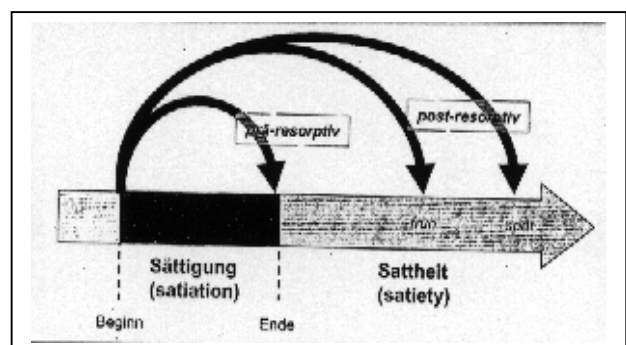 prä-resorptiv
post-resorptiv
früh
spät
Sättigung
(satiation)
Sattheit
(satiety)
Beginn
Ende